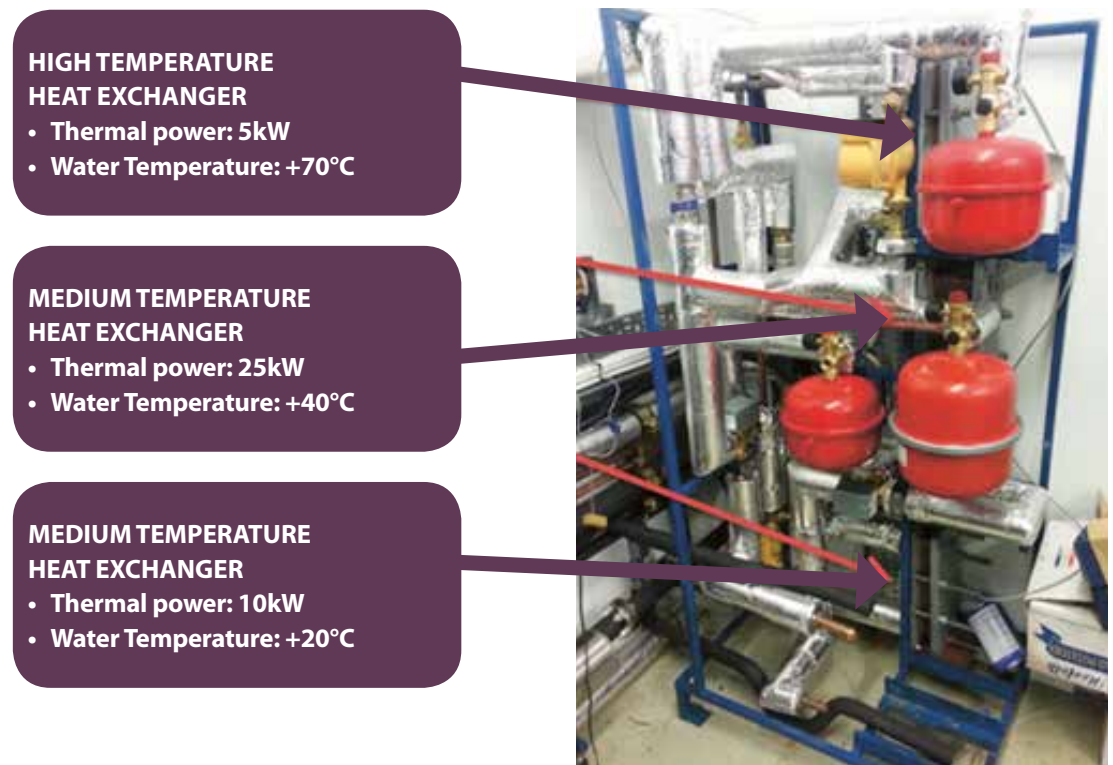 HIGH TEMPERATURE
HEAT EXCHANGER
• Thermal power: 5kW
• Water Temperature: +70°C
MEDIUM TEMPERATURE
HEAT EXCHANGER
• Thermal power: 25kW
• Water Temperature: +40°C
MEDIUM TEMPERATURE
HEAT EXCHANGER
• Thermal power: 10kW
• Water Temperature: +20°C